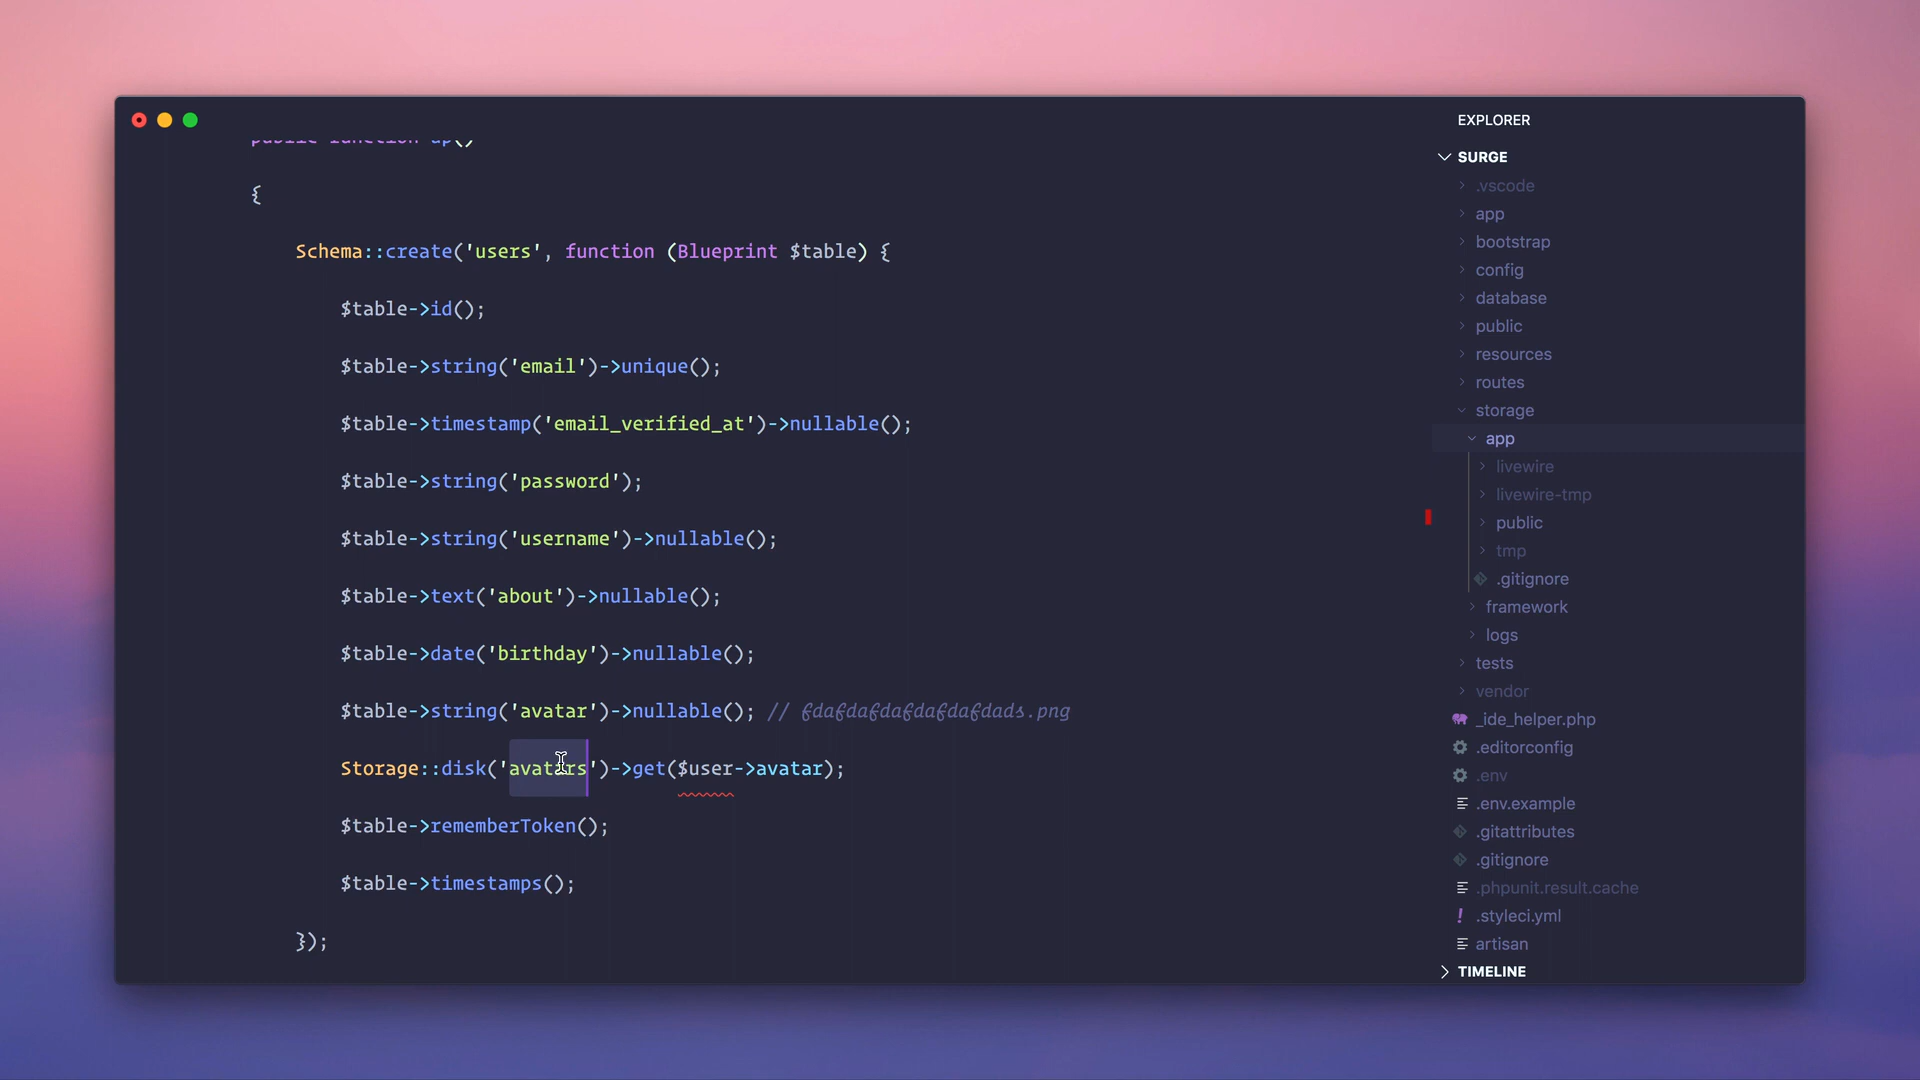 public function up()
{
Schema::create('users', function (Blueprint $table) {
$table->id();
$table->string('email')->unique();
$table->timestamp('email_verified_at')->nullable();
$table->string('password');
$table->string('username')->nullable();
$table->text('about')->nullable();
$table->date('birthday')->nullable();
$table->string('avatar')->nullable(); // fdafdafdafdafdafdads.png
Storage::disk('avatars')->get($user->avatar);
$table->rememberToken();
$table->timestamps();
});
EXPLORER
SURGE
.vscode
app
bootstrap
config
database
public
resources
routes
storage
app
livewire
livewire-tmp
public
tmp
.gitignore
framework
logs
tests
vendor
_ide_helper.php
.editorconfig
.env
.env.example
.gitattributes
.gitignore
.phpunit.result.cache
.styleci.yml
artisan
TIMELINE